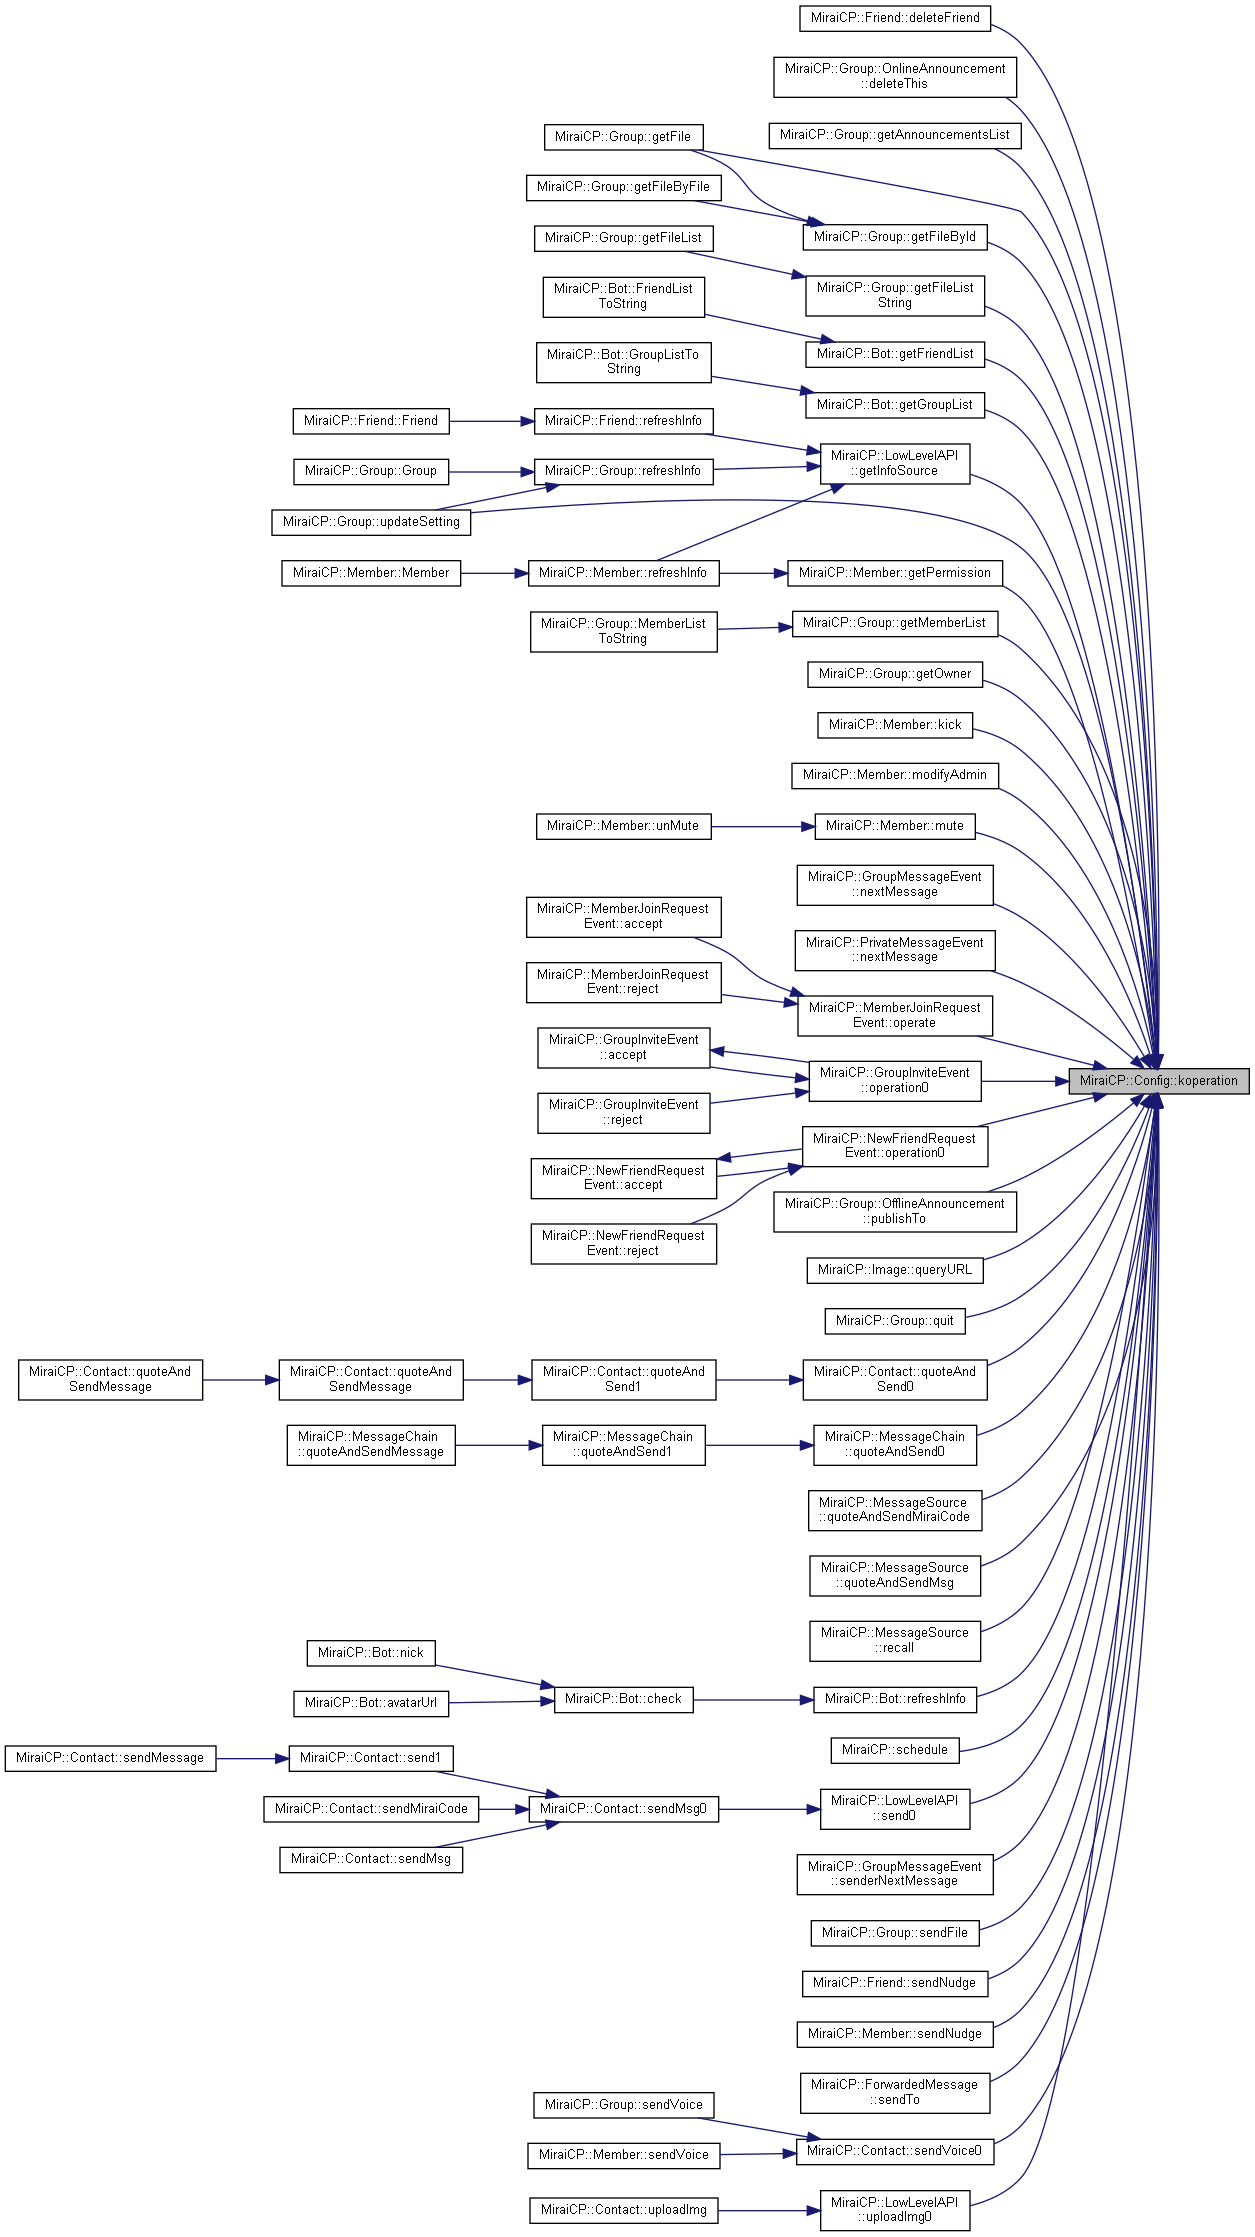 MiraiCP::Friend::deleteFriend
MiraiCP::Group::OnlineAnnouncement
::deleteThis
MiraiCP::Group::getAnnouncementsList
MiraiCP::Group::getFile
MiraiCP::Group::getFileByFile
MiraiCP::Group::getFileById
MiraiCP::Group::getFileList
MiraiCP::Group::getFileList
String
MiraiCP::Bot::FriendList
ToString
MiraiCP::Bot::getFriendList
MiraiCP::Bot::GroupListTo
String
MiraiCP::Bot::getGroupList
MiraiCP::Friend::Friend
MiraiCP::Friend::refreshInfo
MiraiCP::LowLevelAPI
::getInfoSource
MiraiCP::Group::Group
MiraiCP::Group::refreshInfo
MiraiCP::Group::updateSetting
MiraiCP::Member::Member
MiraiCP::Member::refreshInfo
MiraiCP::Member::getPermission
MiraiCP::Group::MemberList
ToString
MiraiCP::Group::getMemberList
MiraiCP::Group::getOwner
MiraiCP::Member::kick
MiraiCP::Member::modifyAdmin
MiraiCP::Member::unMute
MiraiCP::Member::mute
MiraiCP::GroupMessageEvent
::nextMessage
MiraiCP::MemberJoinRequest
Event::accept
MiraiCP::PrivateMessageEvent
::nextMessage
MiraiCP::MemberJoinRequest
Event::reject
MiraiCP::MemberJoinRequest
Event::operate
MiraiCP::GroupInviteEvent
::accept
MiraiCP::GroupInviteEvent
::operation0
MiraiCP::Config::koperation
MiraiCP::GroupInviteEvent
::reject
MiraiCP::NewFriendRequest
Event::operation0
MiraiCP::NewFriendRequest
Event::accept
MiraiCP::Group::OfflineAnnouncement
::publishTo
MiraiCP::NewFriendRequest
Event::reject
MiraiCP::Image::queryURL
MiraiCP::Group::quit
MiraiCP::Contact::quoteAnd
SendMessage
MiraiCP::Contact::quoteAnd
SendMessage
MiraiCP::Contact::quoteAnd
Send1
MiraiCP::Contact::quoteAnd
Send0
MiraiCP::MessageChain
::quoteAndSendMessage
MiraiCP::MessageChain
::quoteAndSend1
MiraiCP::MessageChain
::quoteAndSend0
MiraiCP::MessageSource
::quoteAndSendMiraiCode
MiraiCP::MessageSource
::quoteAndSendMsg
MiraiCP::MessageSource
::recall
MiraiCP::Bot::nick
MiraiCP::Bot::avatarUrl
MiraiCP::Bot::check
MiraiCP::Bot::refreshInfo
MiraiCP::schedule
MiraiCP::Contact::sendMessage
MiraiCP::Contact::send1
MiraiCP::Contact::sendMiraiCode
MiraiCP::Contact::sendMsg0
MiraiCP::LowLevelAPI
::send0
MiraiCP::Contact::sendMsg
MiraiCP::GroupMessageEvent
::senderNextMessage
MiraiCP::Group::sendFile
MiraiCP::Friend::sendNudge
MiraiCP::Member::sendNudge
MiraiCP::ForwardedMessage
::sendTo
MiraiCP::Group::sendVoice
MiraiCP::Member::sendVoice
MiraiCP::Contact::sendVoice0
MiraiCP::Contact::uploadImg
MiraiCP::LowLevelAPI
::uploadImg0